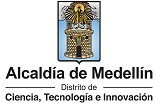 Alcaldía de Medellín
Distrito de
Ciencia, Tecnología e Innovación